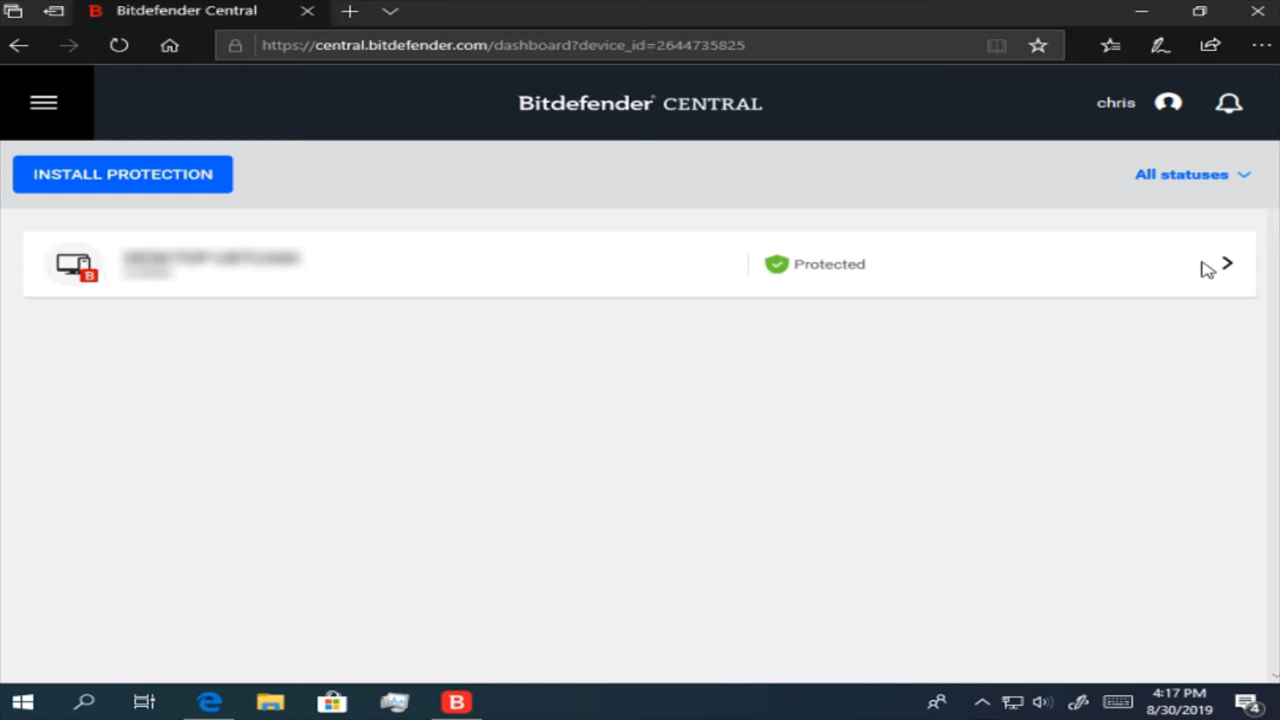 Bitdefender Central
https://central.bitdefender.com/dashboard?device_id=2644735825
Bitdefender CENTRAL
chris
INSTALL PROTECTION
All statuses
B
Protected
B
4:17 PM
8/30/2019
4